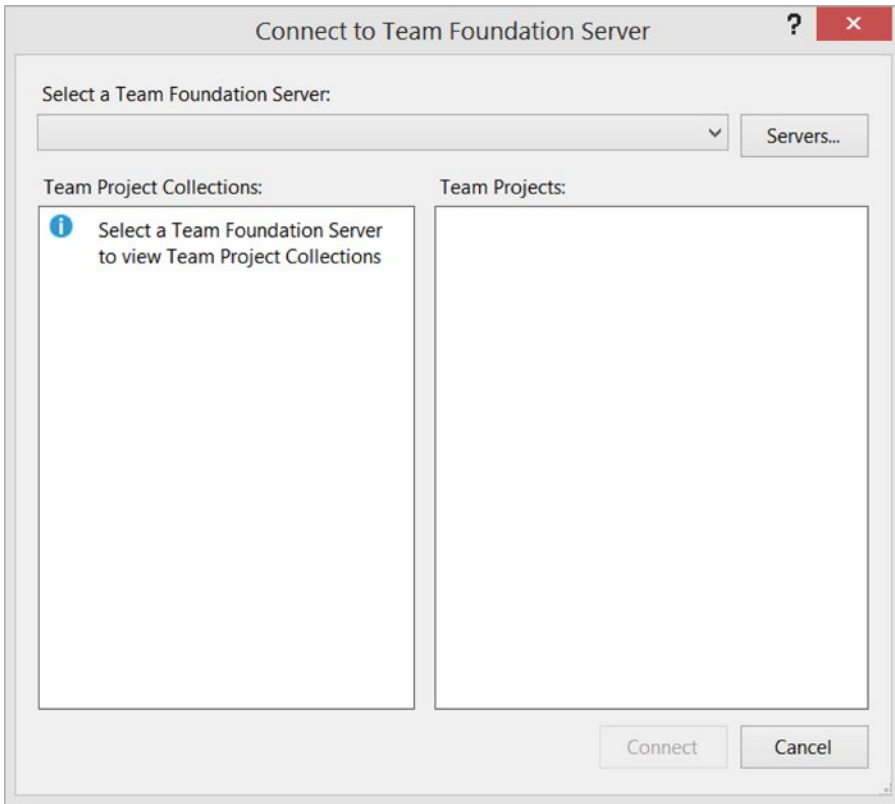 Connect to Team Foundation Server
?
Select a Team Foundation Server:
Servers...
Team Project Collections:
Team Projects:
Select a Team Foundation Server
to view Team Project Collections
Connect
Cancel